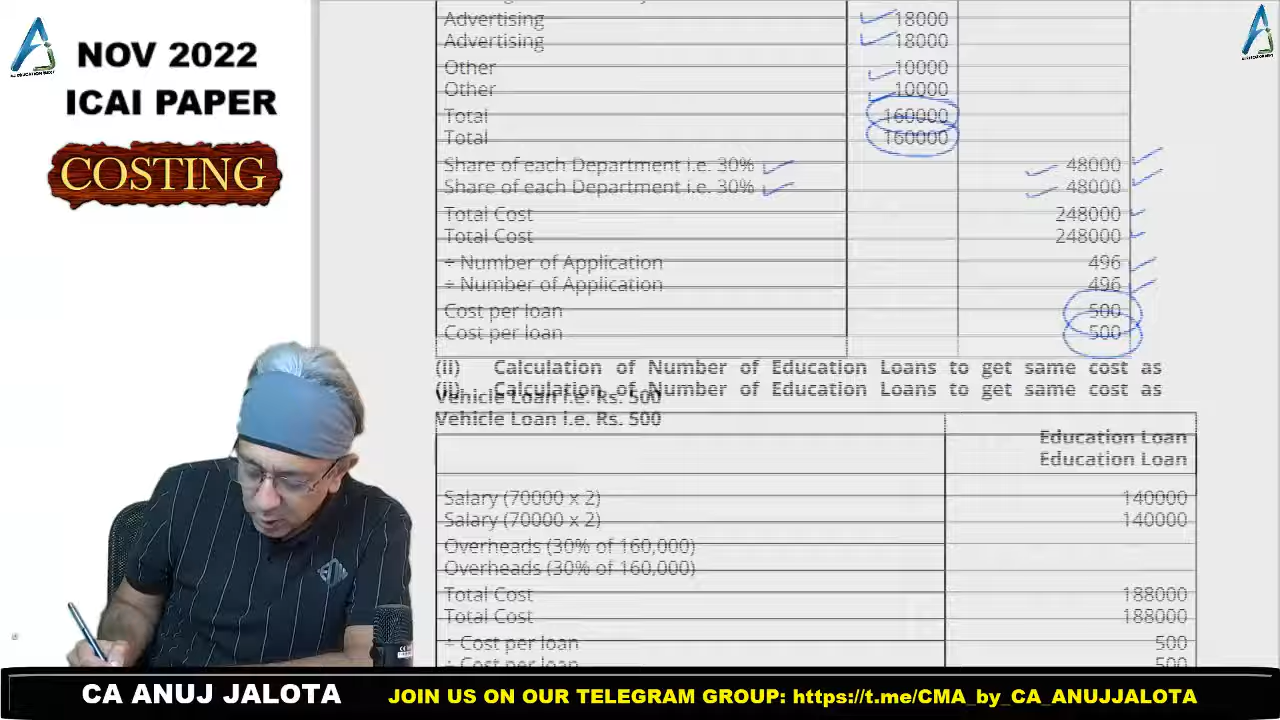 NOV 2022
ICAI PAPER
COSTING
Advertising 18000
Advertising 18000
Other 10000
Other 10000
Total 160000
Total 160000
Share of each Department i.e. 30% 48000
Share of each Department i.e. 30% 48000
Total Cost 248000
Total Cost 248000
÷ Number of Application 496
÷ Number of Application 496
Cost per loan 500
Cost per loan 500
(ii) Calculation of Number of Education Loans to get same cost as
(ii) Calculation of Number of Education Loans to get same cost as
Vehicle Loan i.e. Rs. 500
Vehicle Loan i.e. Rs. 500
Education Loan
Education Loan
Salary (70000 x 2) 140000
Salary (70000 x 2) 140000
Overheads (30% of 160,000)
Overheads (30% of 160,000)
Total Cost 188000
Total Cost 188000
÷ Cost per loan 500
÷ Cost per loan 500
CA ANUJ JALOTA
JOIN US ON OUR TELEGRAM GROUP: https://t.me/CMA_by_CA_ANUJJALOTA